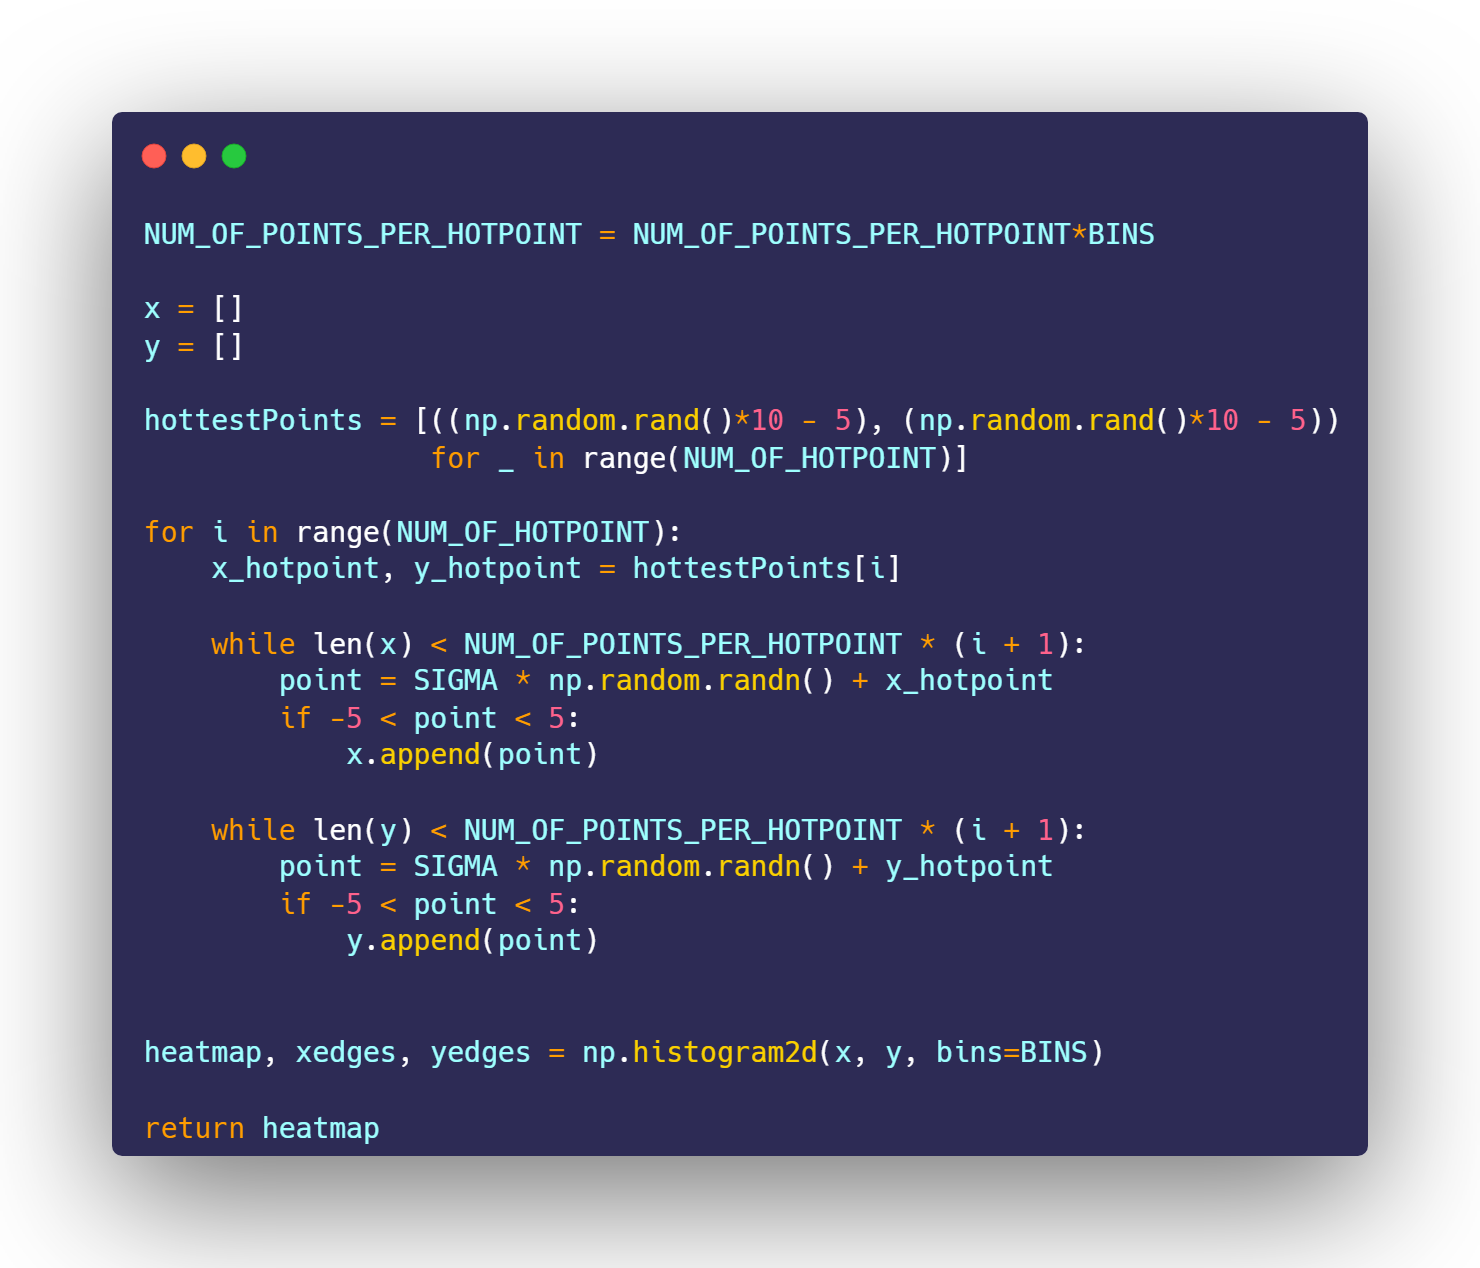 NUM_OF_POINTS_PER_HOTPOINT = NUM_OF_POINTS_PER_HOTPOINT*BINS

x = []
y = []

hottestPoints = [((np.random.rand()*10 - 5), (np.random.rand()*10 - 5))
                 for _ in range(NUM_OF_HOTPOINT)]

for i in range(NUM_OF_HOTPOINT):
    x_hotpoint, y_hotpoint = hottestPoints[i]

    while len(x) < NUM_OF_POINTS_PER_HOTPOINT * (i + 1):
        point = SIGMA * np.random.randn() + x_hotpoint
        if -5 < point < 5:
            x.append(point)

    while len(y) < NUM_OF_POINTS_PER_HOTPOINT * (i + 1):
        point = SIGMA * np.random.randn() + y_hotpoint
        if -5 < point < 5:
            y.append(point)


heatmap, xedges, yedges = np.histogram2d(x, y, bins=BINS)

return heatmap